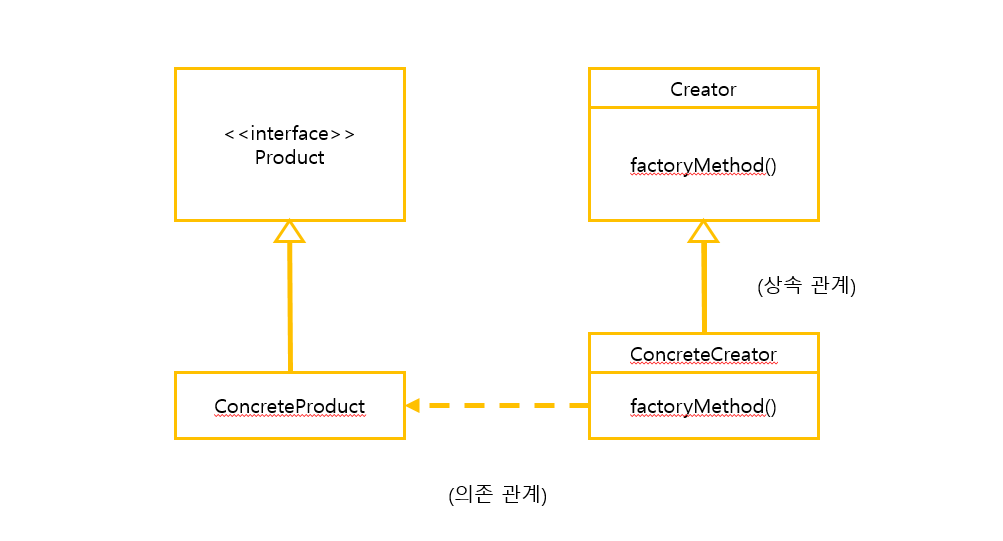 <<interface>>
Product
Creator
factoryMethod()
(상속 관계)
ConcreteProduct
ConcreteCreator
factoryMethod()
(의존 관계)